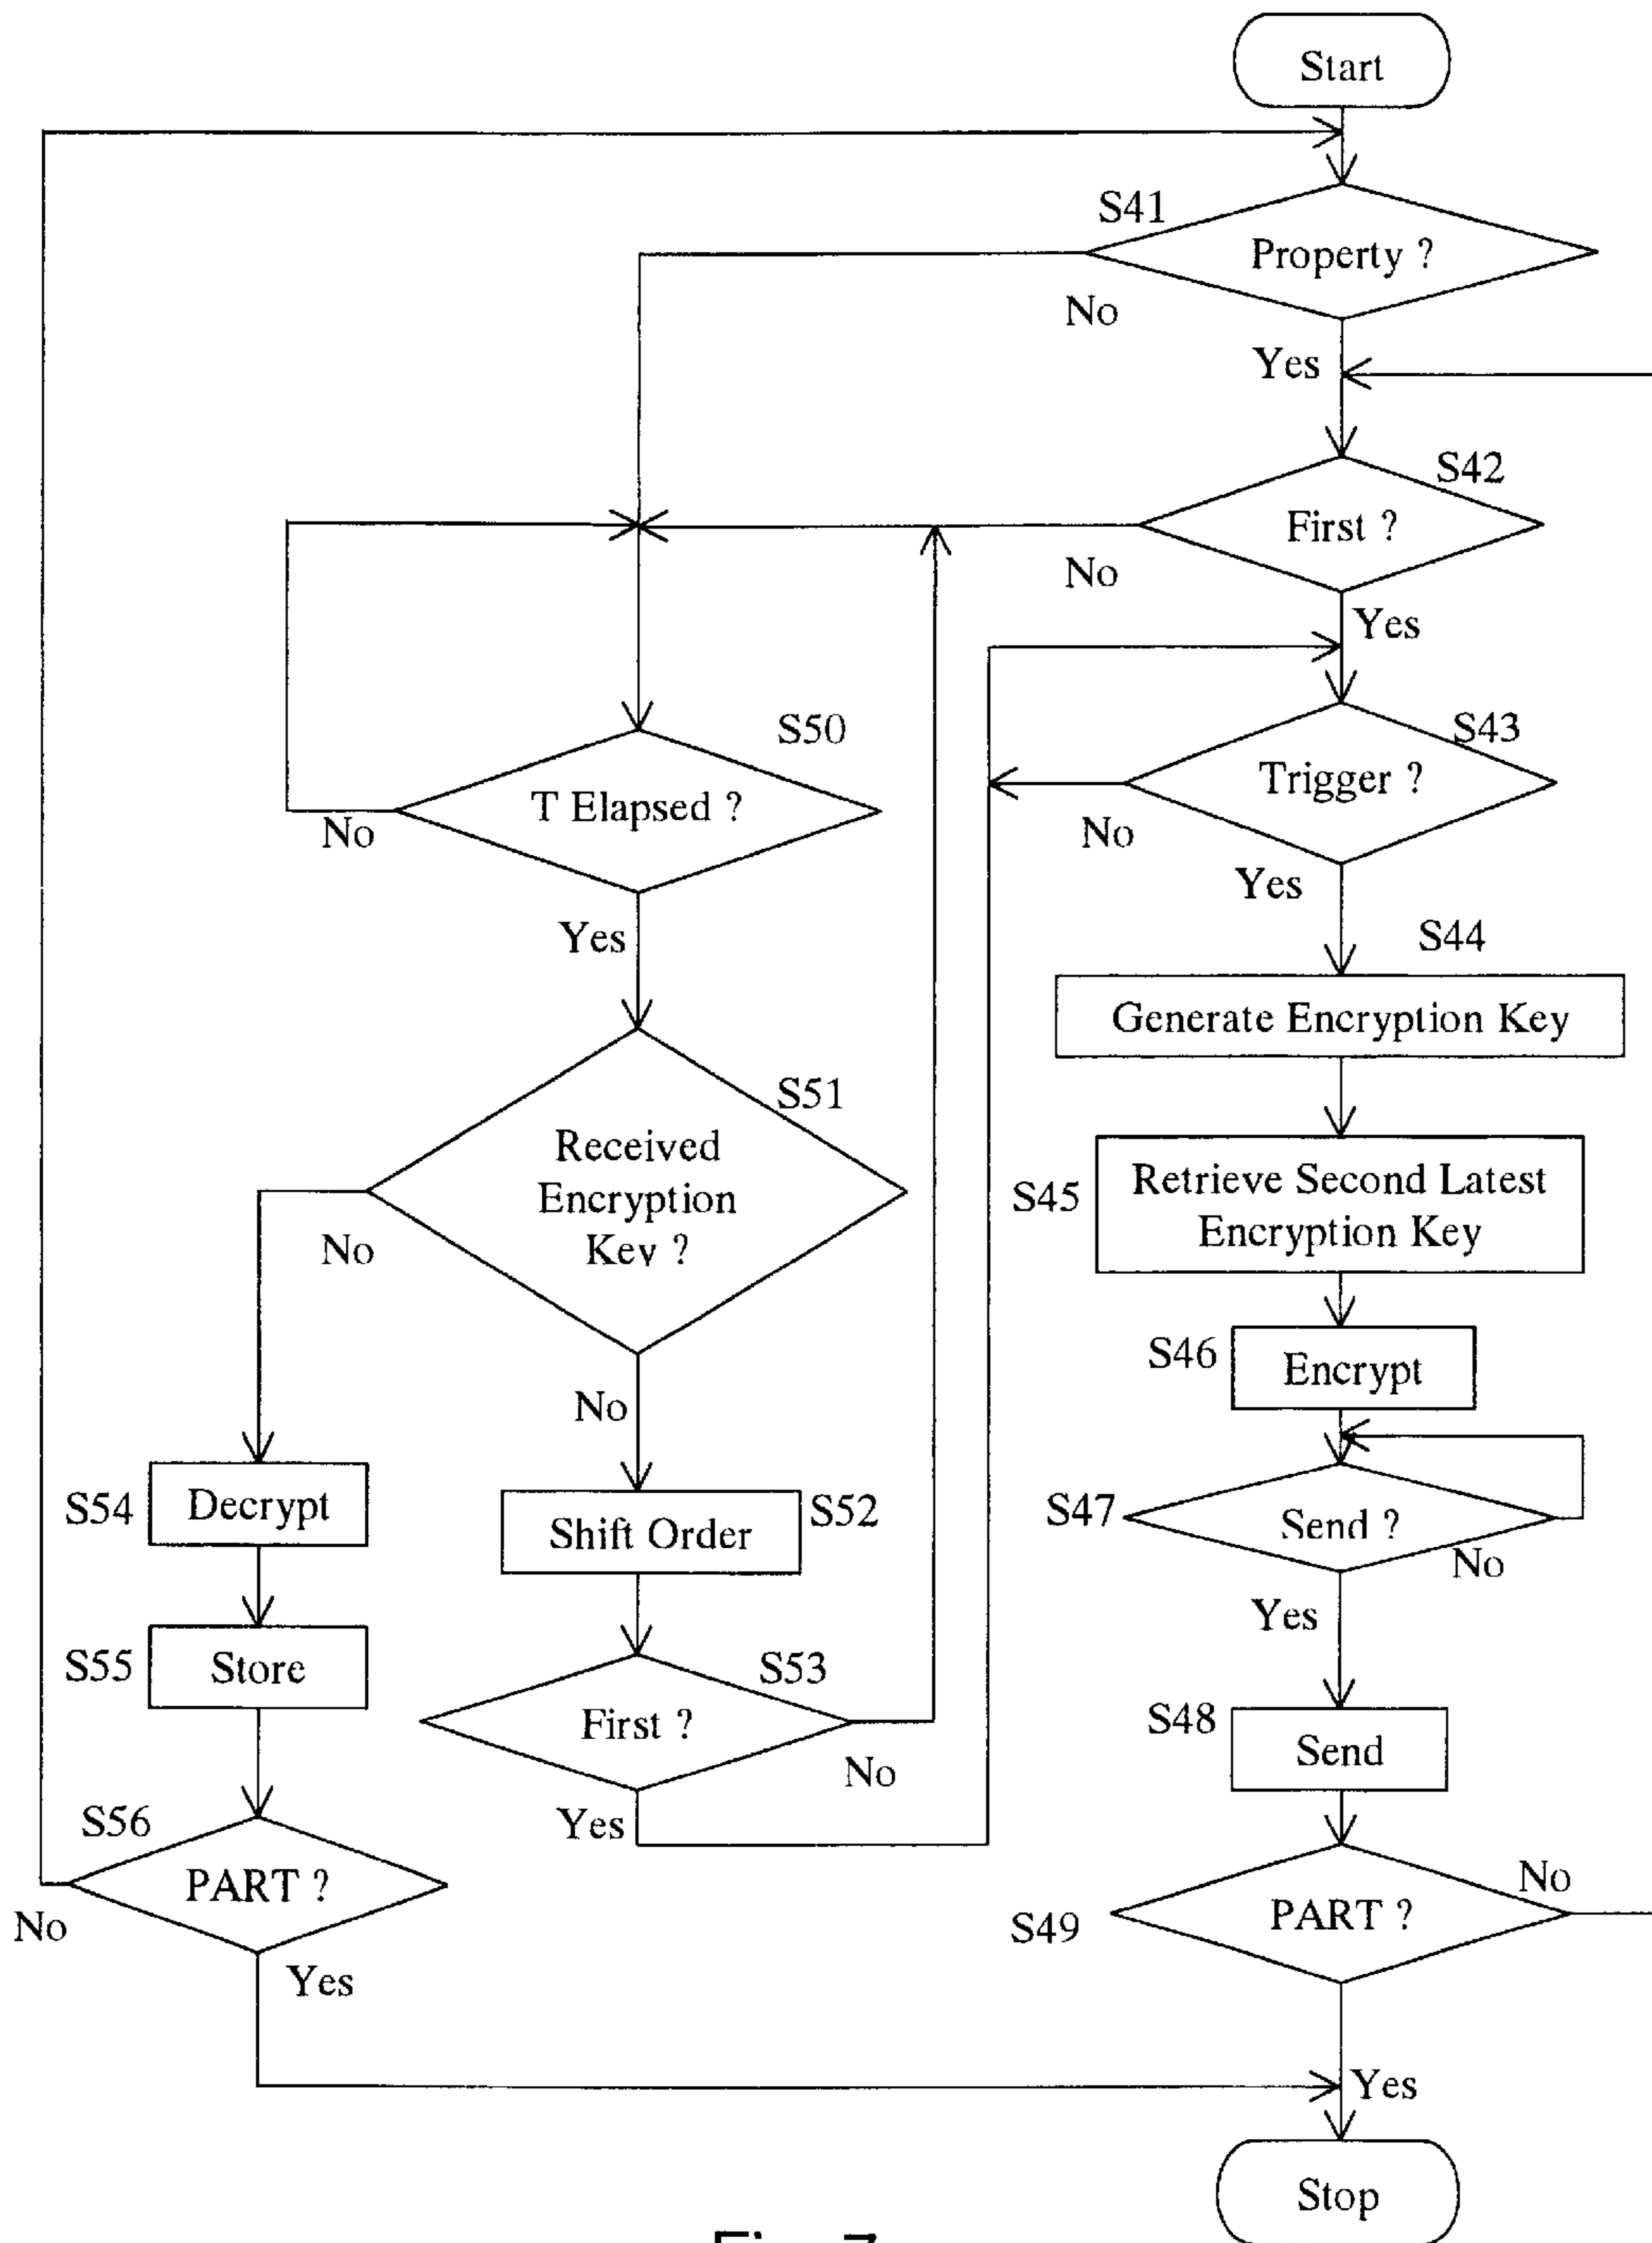 Start
S41
Property ?
No
Yes
S42
First ?
No
Yes
S43
Trigger ?
No
Yes
S44
Generate Encryption Key
S45
Retrieve Second Latest
Encryption Key
S46
Encrypt
S47
Send ?
No
Yes
S48
Send
S49
PART ?
No
Yes
Stop
S50
T Elapsed ?
No
Yes
S51
Received
Encryption
Key ?
No
No
S52
Shift Order
S53
First ?
No
Yes
S54
Decrypt
S55
Store
S56
PART ?
No
Yes